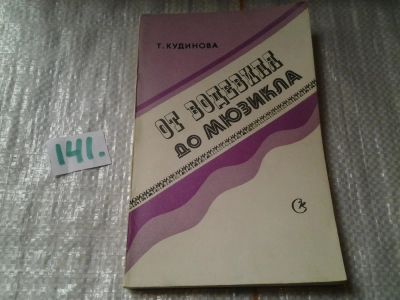 Т. КУДИНОВА
ОТ ВОДЕВИЛЯ
ДО МЮЗИКЛА
141.